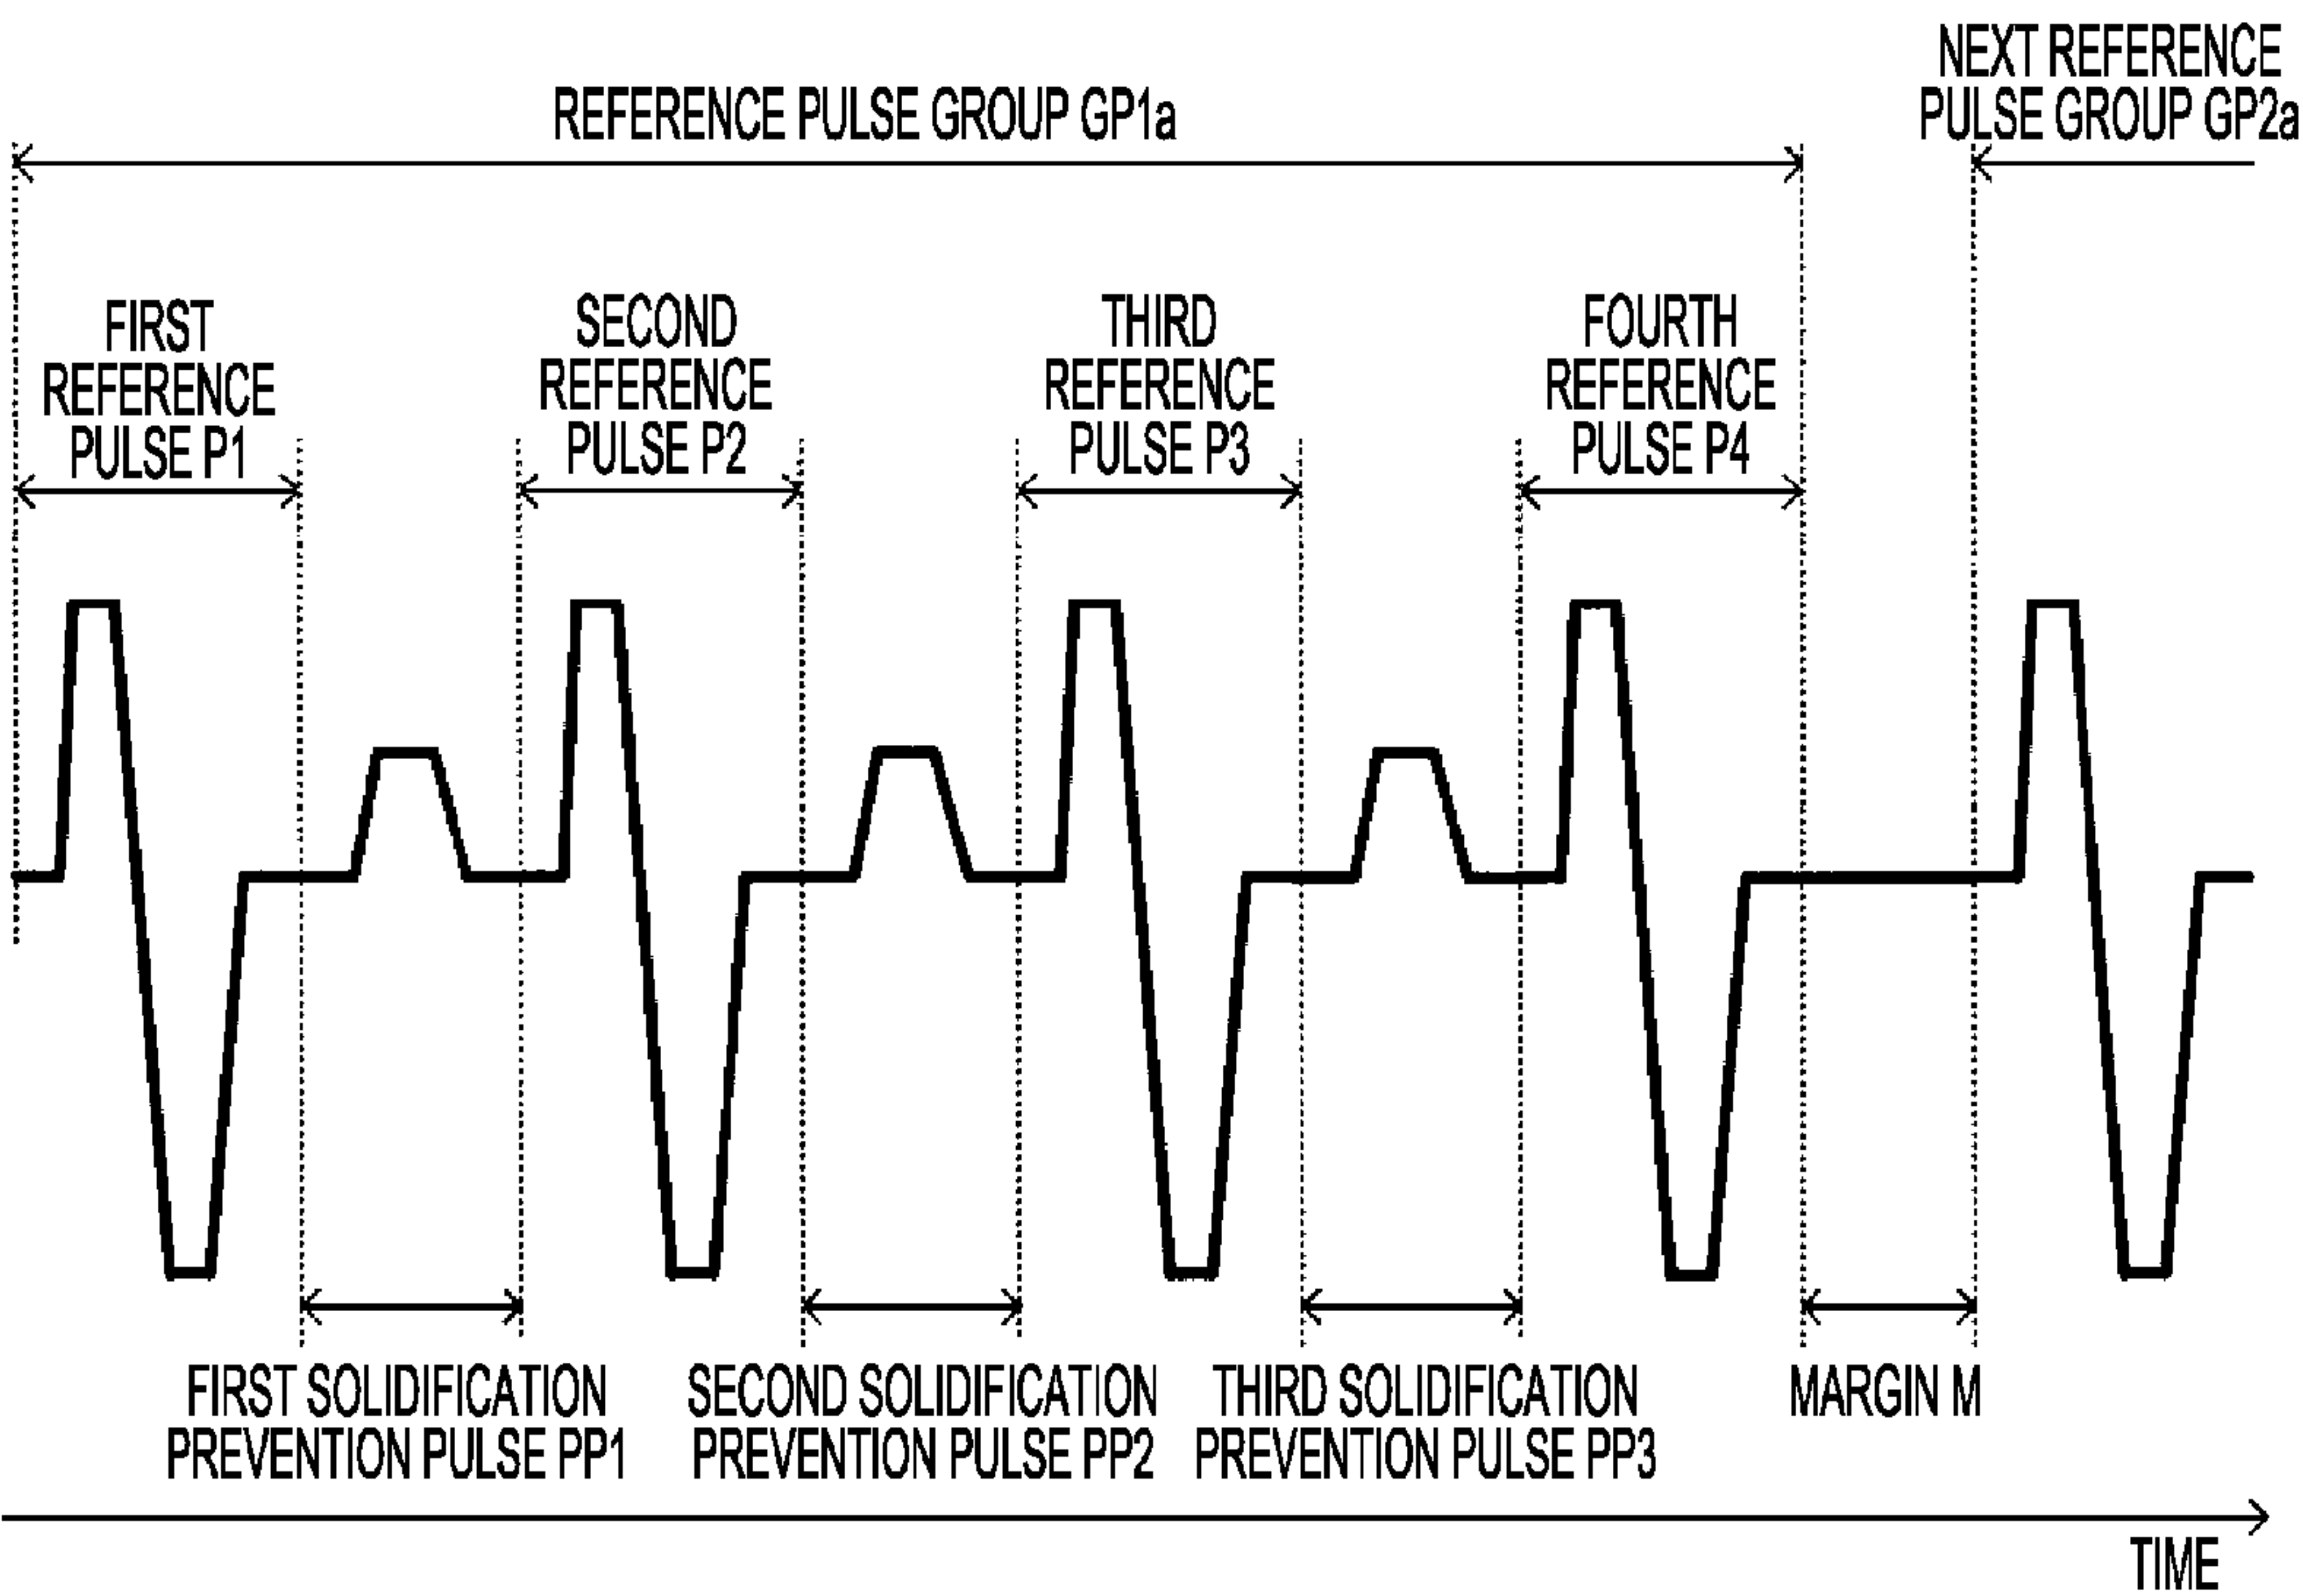 NEXT REFERENCE
PULSE GROUP GP2a
REFERENCE PULSE GROUP GP1a
FIRST
REFERENCE
PULSE P1
SECOND
REFERENCE
PULSE P2
THIRD
REFERENCE
PULSE P3
FOURTH
REFERENCE
PULSE P4
FIRST SOLIDIFICATION
PREVENTION PULSE PP1
SECOND SOLIDIFICATION
PREVENTION PULSE PP2
THIRD SOLIDIFICATION
PREVENTION PULSE PP3
MARGIN M
TIME